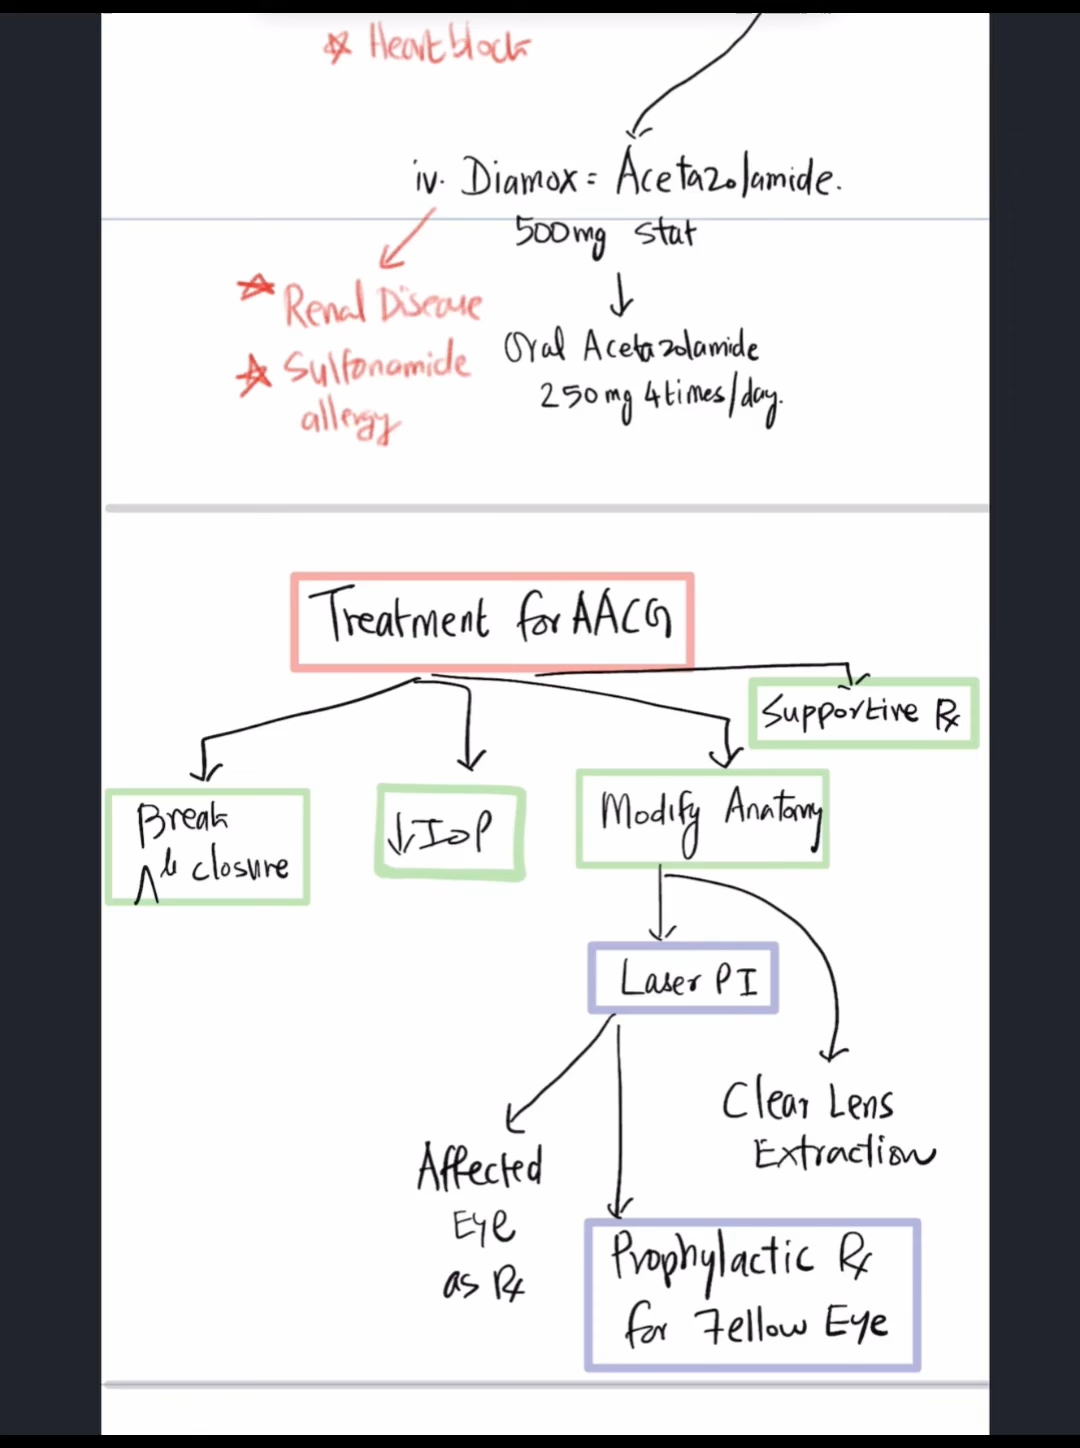 ☆ Heart block
iv. Diamox = Acetazolamide.
500mg stat
☆ Renal Disease
☆ Sulfonamide
allergy
Oral Acetazolamide
250mg 4times/day.
Treatment for AACG
Supportive Rx
Break
closure
↓IOP
Modify Anatomy
Laser PI
Clear Lens
Extraction
Affected
Eye
as Rx
Prophylactic Rx
for Fellow Eye